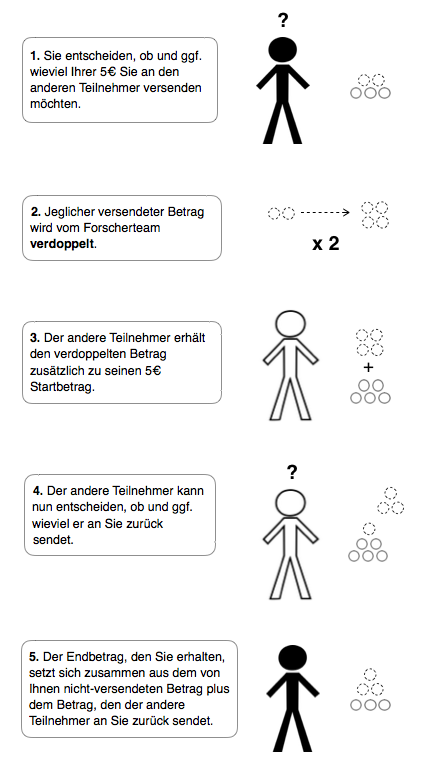 ?
1. Sie entscheiden, ob und ggf.
wieviel Ihrer 5€ Sie an den
anderen Teilnehmer versenden
möchten.
2. Jeglicher versendeter Betrag
wird vom Forscherteam
verdoppelt.
x 2
3. Der andere Teilnehmer erhält
den verdoppelten Betrag
zusätzlich zu seinen 5€
Startbetrag.
+
?
4. Der andere Teilnehmer kann
nun entscheiden, ob und ggf.
wieviel er an Sie zurück
sendet.
5. Der Endbetrag, den Sie erhalten,
setzt sich zusammen aus dem von
Ihnen nicht-versendeten Betrag plus
dem Betrag, den der andere
Teilnehmer an Sie zurück sendet.